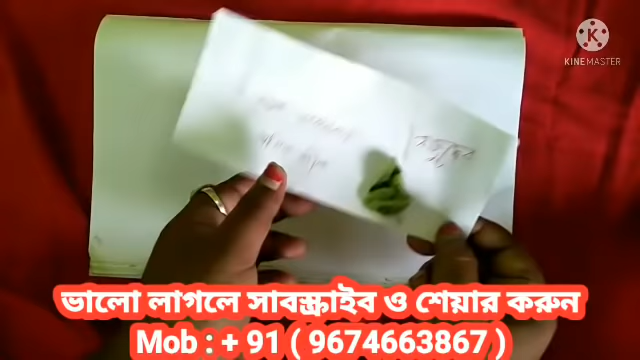 KINEMASTER
ভালো লাগলে সাবস্ক্রাইব ও শেয়ার করুন
Mob : + 91 ( 9674663867 )